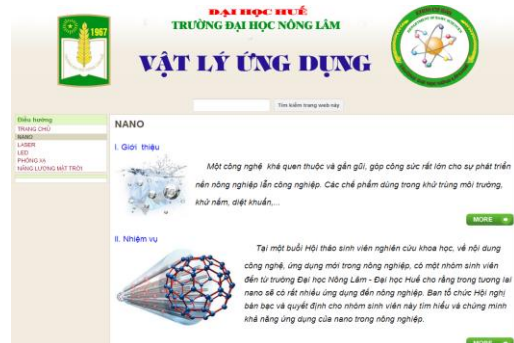 ĐẠI HỌC HUẾ
TRƯỜNG ĐẠI HỌC NÔNG LÂM
1967
VẬT LÝ ỨNG DỤNG
Tìm kiếm trang web này
Điều hướng
TRANG CHỦ
NANO
LASER
LED
PHÓNG XẠ
NĂNG LƯỢNG MẶT TRỜI
NANO
I. Giới thiệu
Một công nghệ khá quen thuộc và gần gũi, góp công sức rất lớn cho sự phát triển
nền nông nghiệp lẫn công nghiệp. Các chế phẩm dùng trong khử trùng môi trường,
khử nấm, diệt khuẩn,...
MORE
II. Nhiệm vụ
Tại một buổi Hội thảo sinh viên nghiên cứu khoa học, về nội dung
công nghệ, ứng dụng mới trong nông nghiệp, có một nhóm sinh viên
đến từ trường Đại học Nông Lâm - Đại học Huế cho rằng trong tương lai
nano sẽ có rất nhiều ứng dụng đến nông nghiệp. Ban tổ chức Hội nghị
bàn bạc và quyết định cho nhóm sinh viên này tìm hiểu và chứng minh
khả năng ứng dụng của nano trong nông nghiệp.
MORE